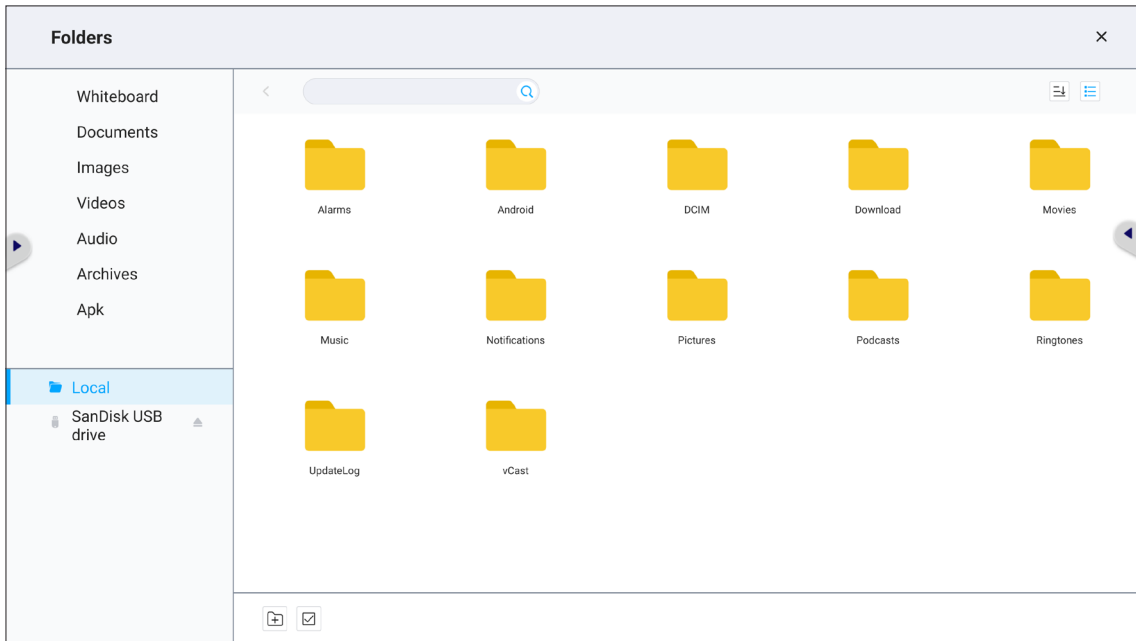 Folders
Whiteboard
Documents
Images
Videos
Audio
Archives
Apk
Local
SanDisk USB
drive
Alarms
Android
DCIM
Download
Movies
Music
Notifications
Pictures
Podcasts
Ringtones
UpdateLog
vCast